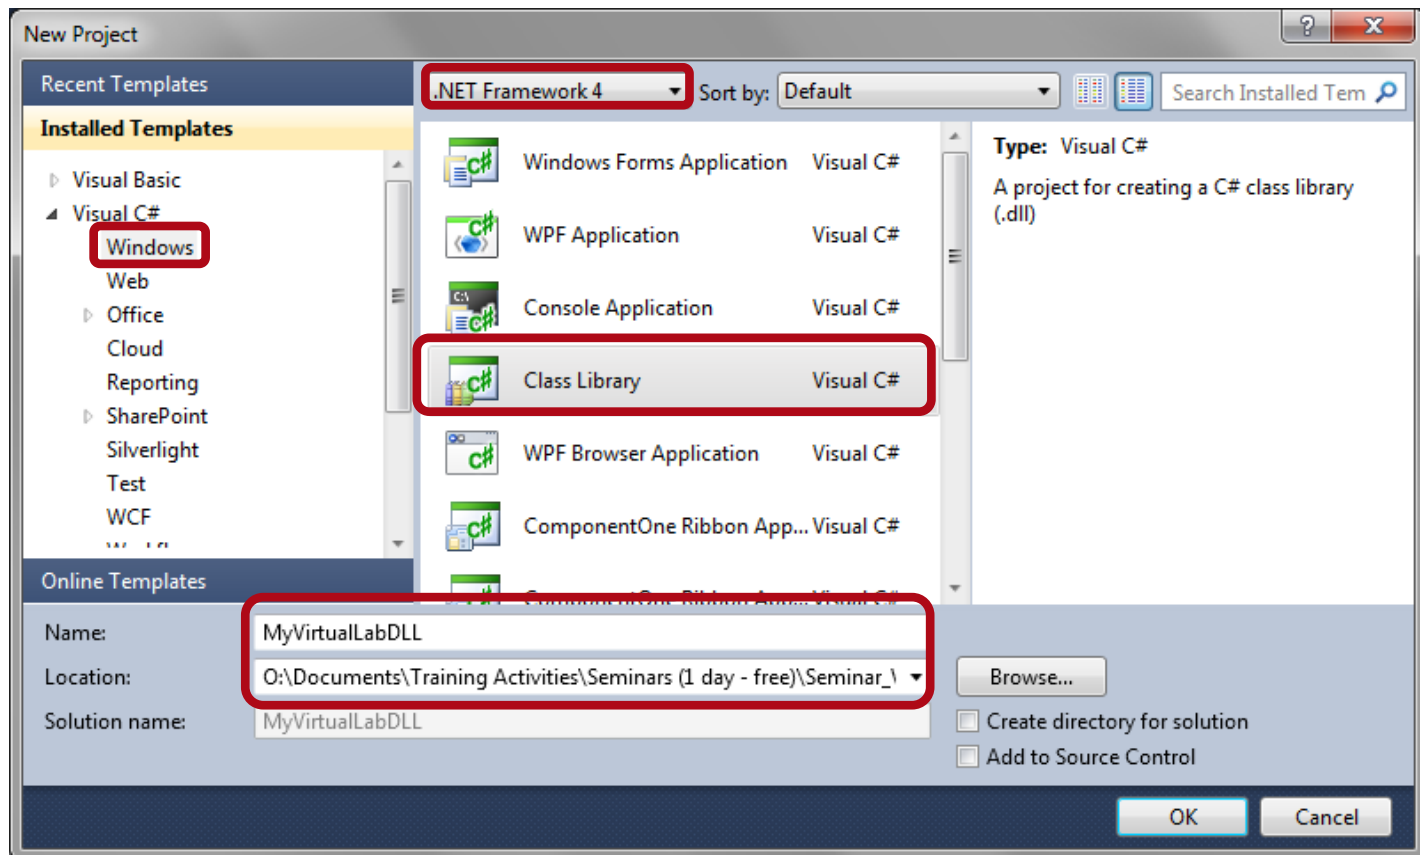 New Project
Recent Templates
Installed Templates
Visual Basic
Visual C#
Windows
Web
Office
Cloud
Reporting
SharePoint
Silverlight
Test
WCF
Online Templates
.NET Framework 4
Sort by: Default
Search Installed Tem
Windows Forms Application Visual C#
WPF Application Visual C#
Console Application Visual C#
Class Library Visual C#
WPF Browser Application Visual C#
ComponentOne Ribbon App... Visual C#
ComponentOne Ribbon App... Visual C#
Type: Visual C#
A project for creating a C# class library
(.dll)
Name: MyVirtualLabDLL
Location: O:\Documents\Training Activities\Seminars (1 day - free)\Seminar_\
Browse...
Solution name: MyVirtualLabDLL
Create directory for solution
Add to Source Control
OK Cancel